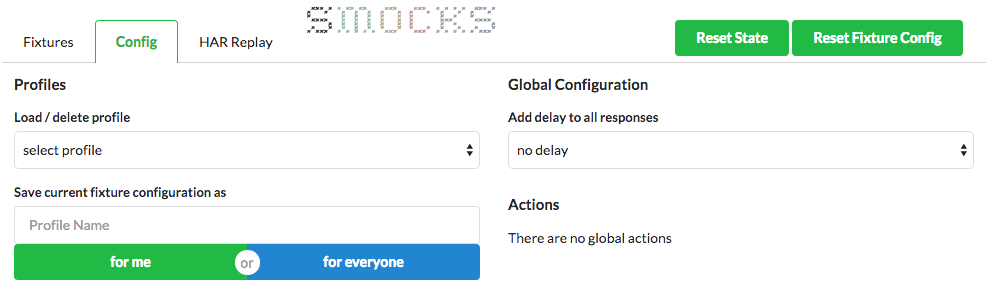 SMOCKS
Fixtures
Config
HAR Replay
Reset State
Reset Fixture Config
Profiles
Load / delete profile
select profile
Save current fixture configuration as
Profile Name
for me
or
for everyone
Global Configuration
Add delay to all responses
no delay
Actions
There are no global actions